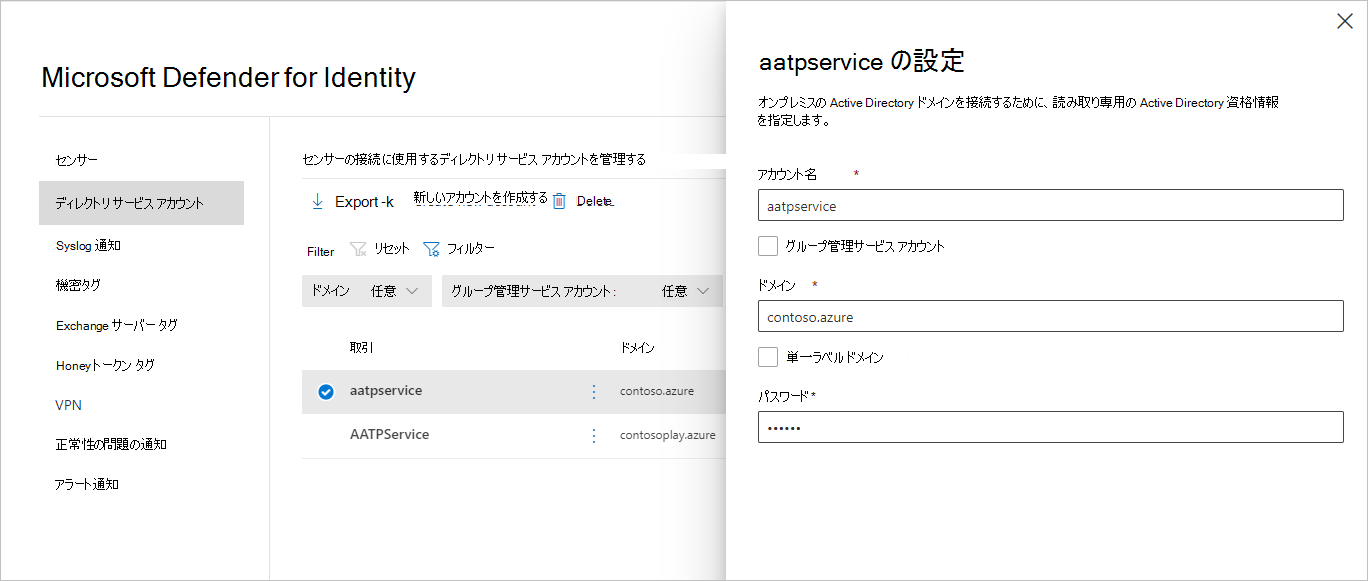 Microsoft Defender for Identity
センサー
ディレクトリ サービス アカウント
Syslog 通知
機密タグ
Exchange サーバー タグ
Honeyトークン タグ
VPN
正常性の問題の通知
アラート通知
センサーの接続に使用するディレクトリ サービス アカウントを管理する
Export -k 新しいアカウントを作成する Delete
Filter リセット フィルター
ドメイン 任意 グループ管理サービス アカウント: 任意
取引 ドメイン
aatpservice contoso.azure
AATPService contosoplay.azure
aatpservice の設定
オンプレミスの Active Directory ドメインを接続するために、読み取り専用の Active Directory 資格情報
を指定します。
アカウント名 *
aatpservice
グループ管理サービス アカウント
ドメイン *
contoso.azure
単一ラベル ドメイン
パスワード *
••••••